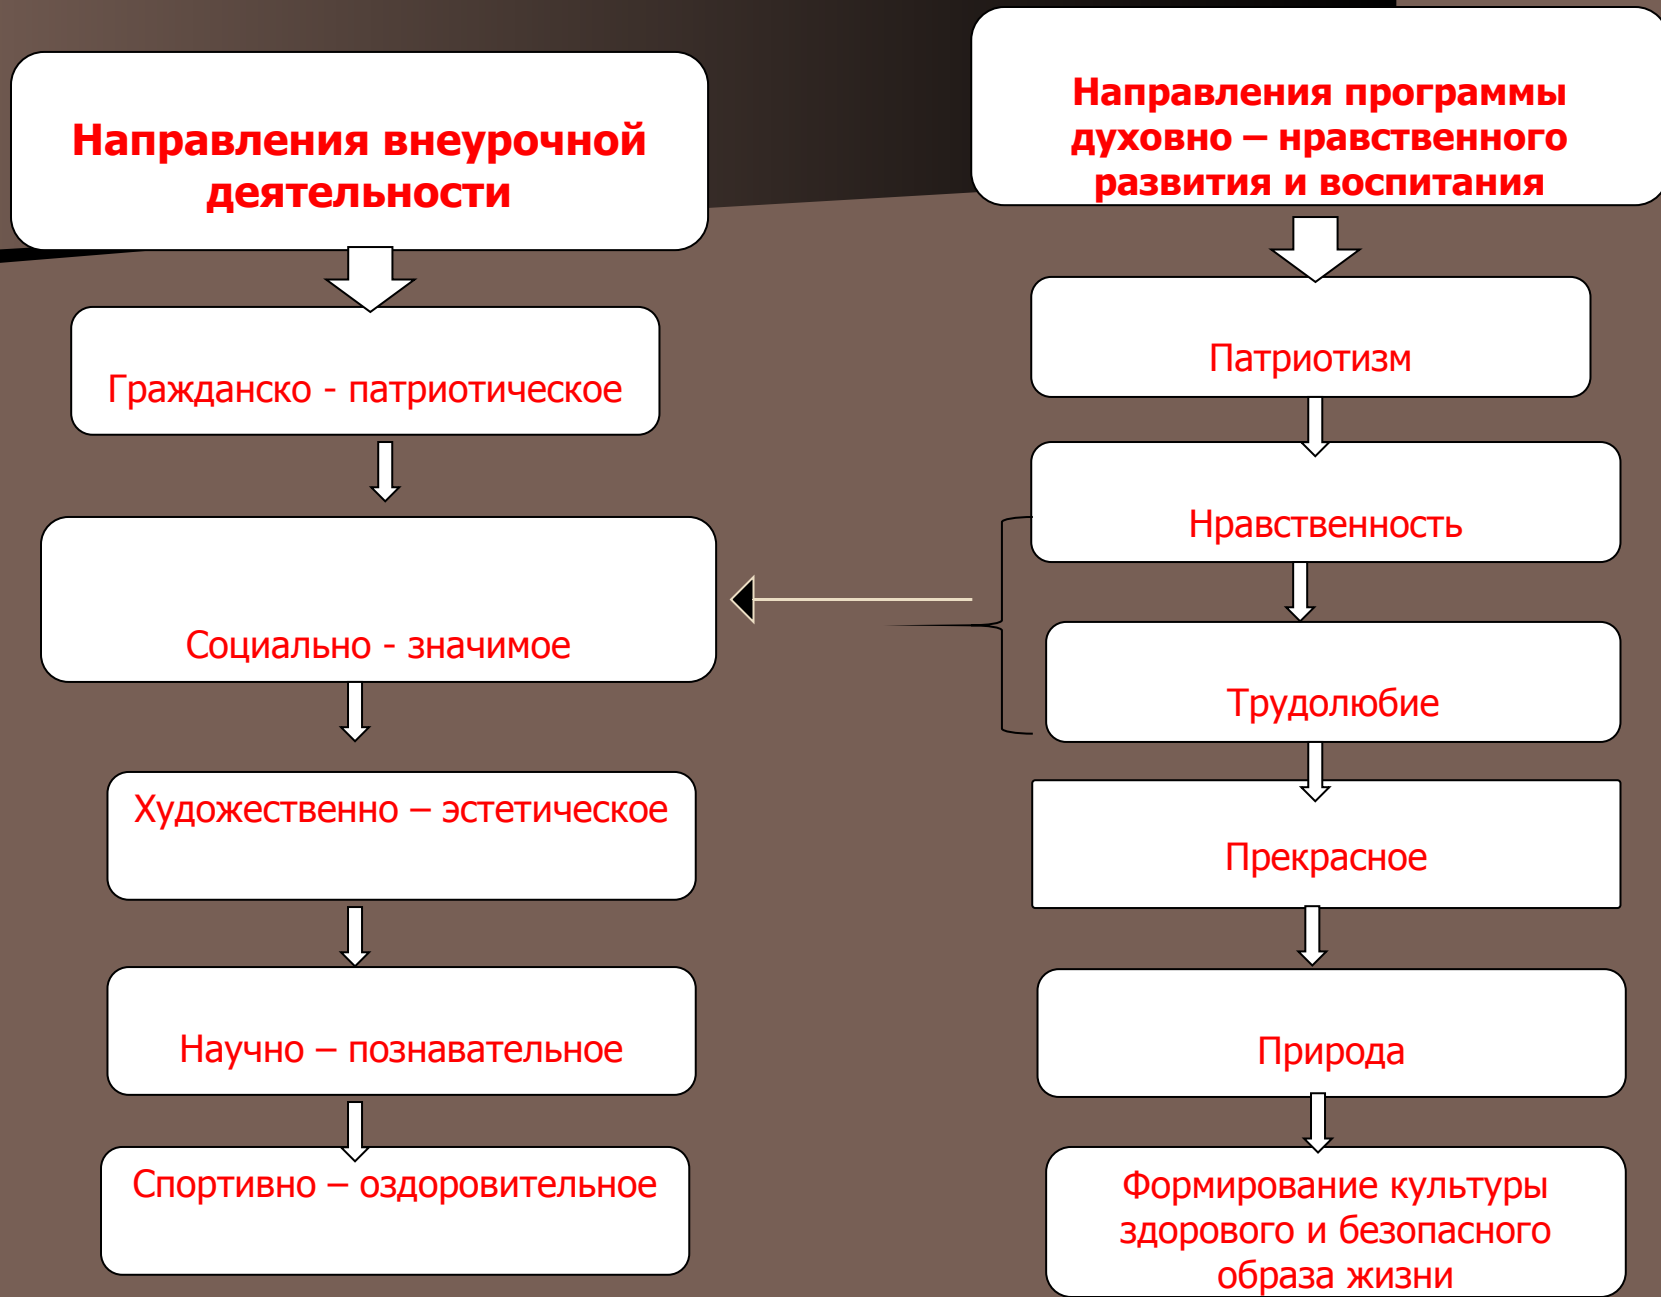 Направления внеурочной
деятельности
Гражданско - патриотическое
Социально - значимое
Художественно – эстетическое
Научно – познавательное
Спортивно – оздоровительное
Направления программы
духовно – нравственного
развития и воспитания
Патриотизм
Нравственность
Трудолюбие
Прекрасное
Природа
Формирование культуры
здорового и безопасного
образа жизни